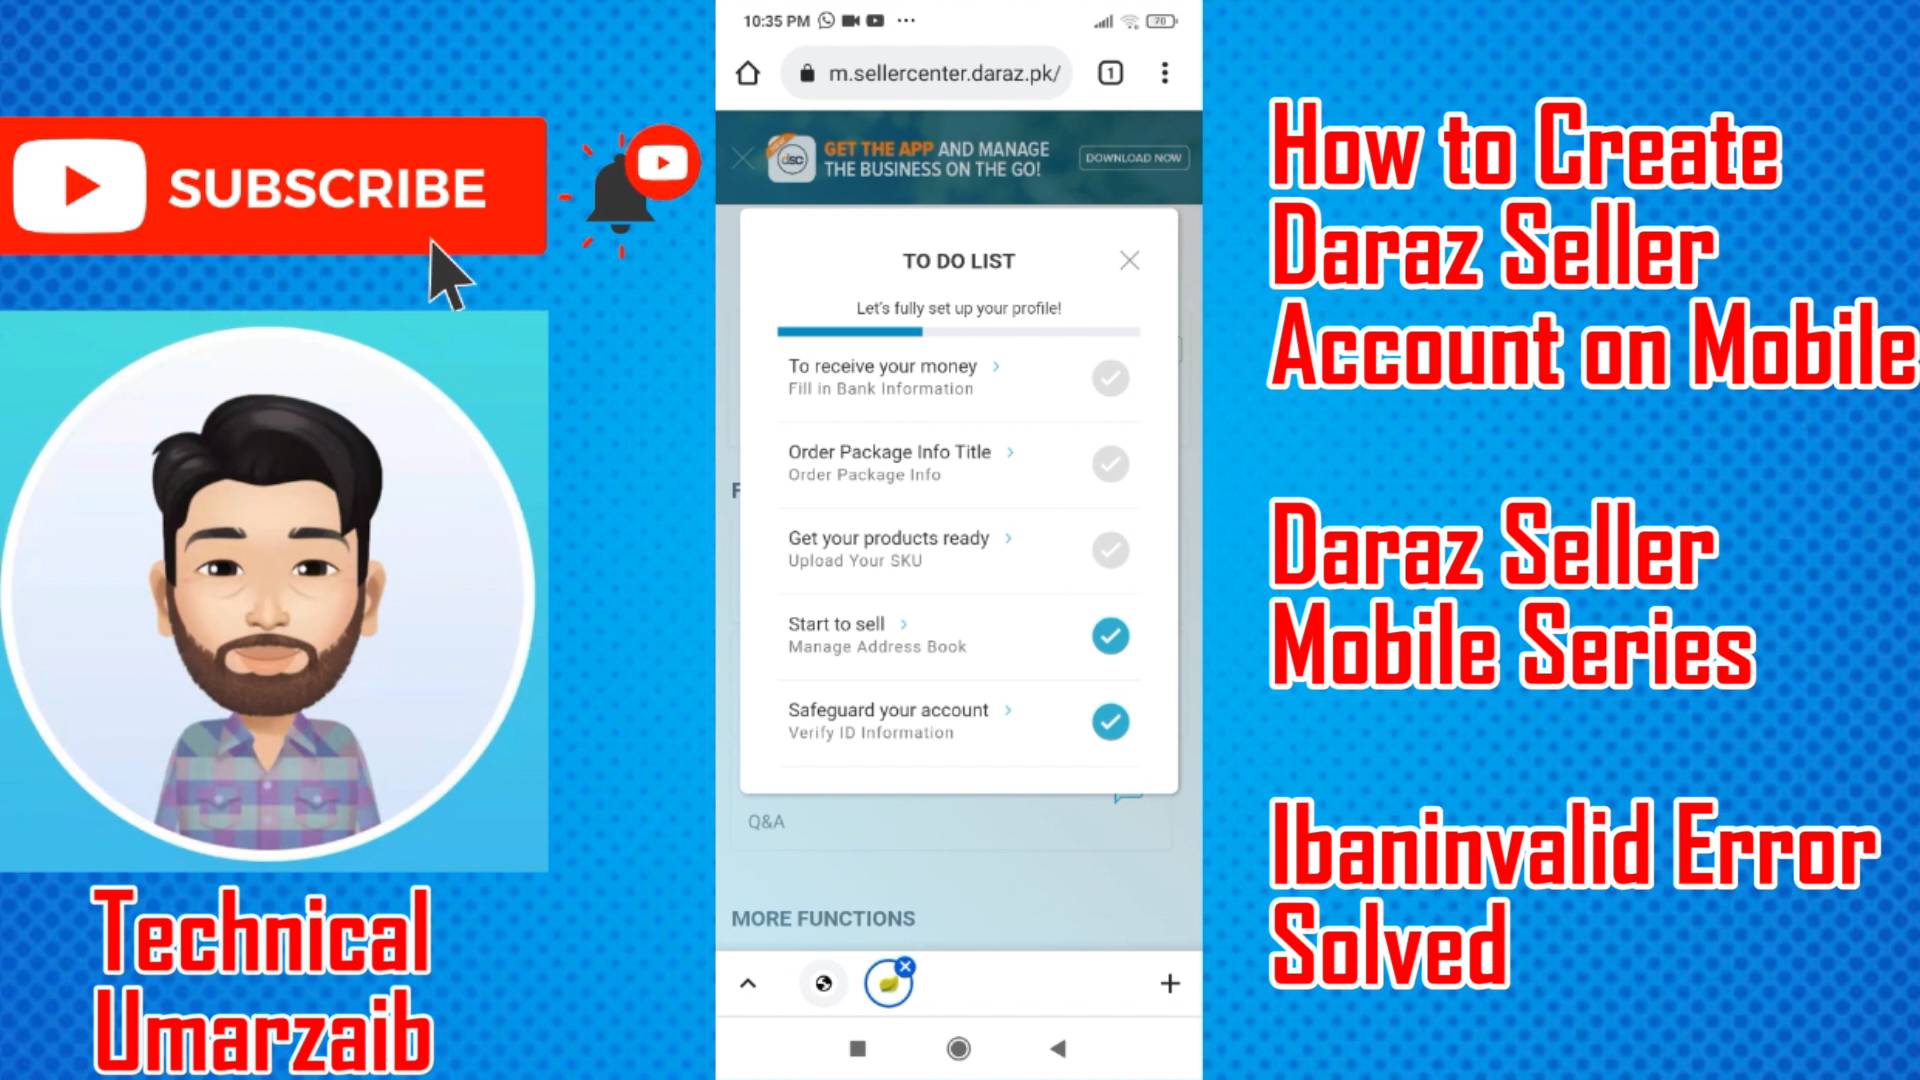 SUBSCRIBE
Technical
Umarzaib
10:35 PM
70
m.sellercenter.daraz.pk/
1
dsc
GET THE APP AND MANAGE
THE BUSINESS ON THE GO!
DOWNLOAD NOW
TO DO LIST
Let's fully set up your profile!
To receive your money
Fill in Bank Information
Order Package Info Title
Order Package Info
F
Get your products ready
Upload Your SKU
Start to sell
Manage Address Book
Safeguard your account
Verify ID Information
Q&A
MORE FUNCTIONS
How to Create
Daraz Seller
Account on Mobile
Daraz Seller
Mobile Series
Ibaninvalid Error
Solved